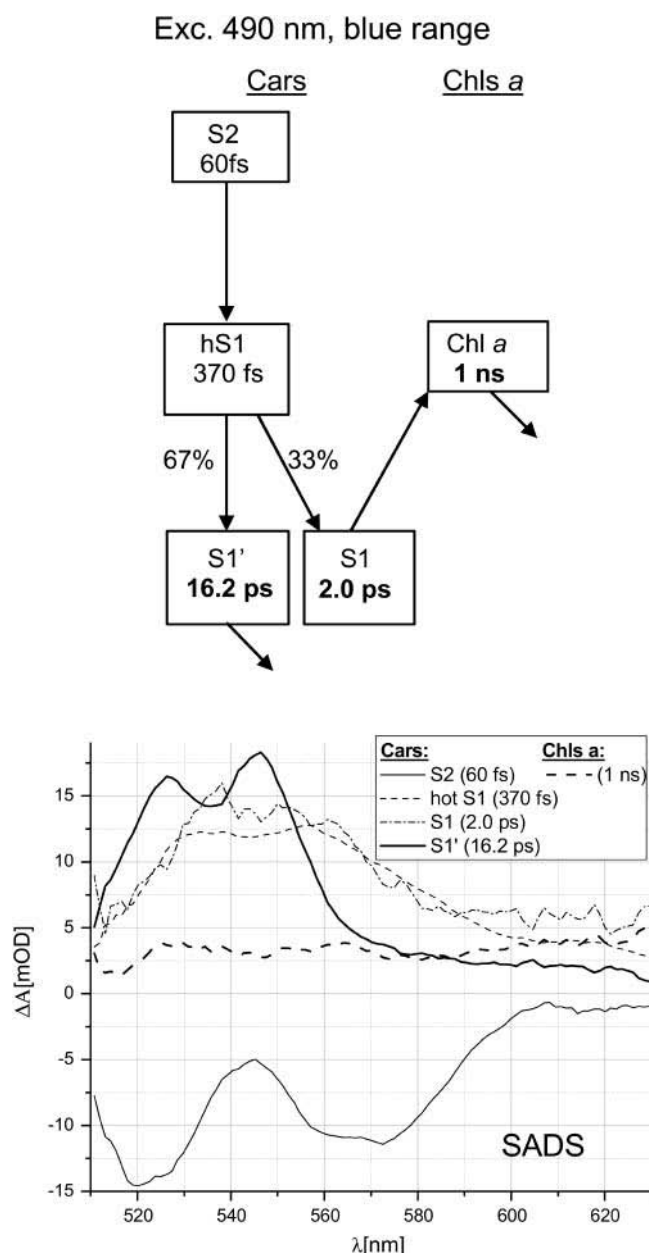 Exc. 490 nm, blue range
Cars Chls a
S2
60fs
hS1
370 fs
Chl a
1 ns
67% 33%
S1'
16.2 ps
S1
2.0 ps
Cars: Chls a:
S2 (60 fs) (1 ns)
hot S1 (370 fs)
S1 (2.0 ps)
S1' (16.2 ps)
15
10
5
0
-5
-10
-15
ΔA[mOD]
SADS
520 540 560 580 600 620
λ[nm]